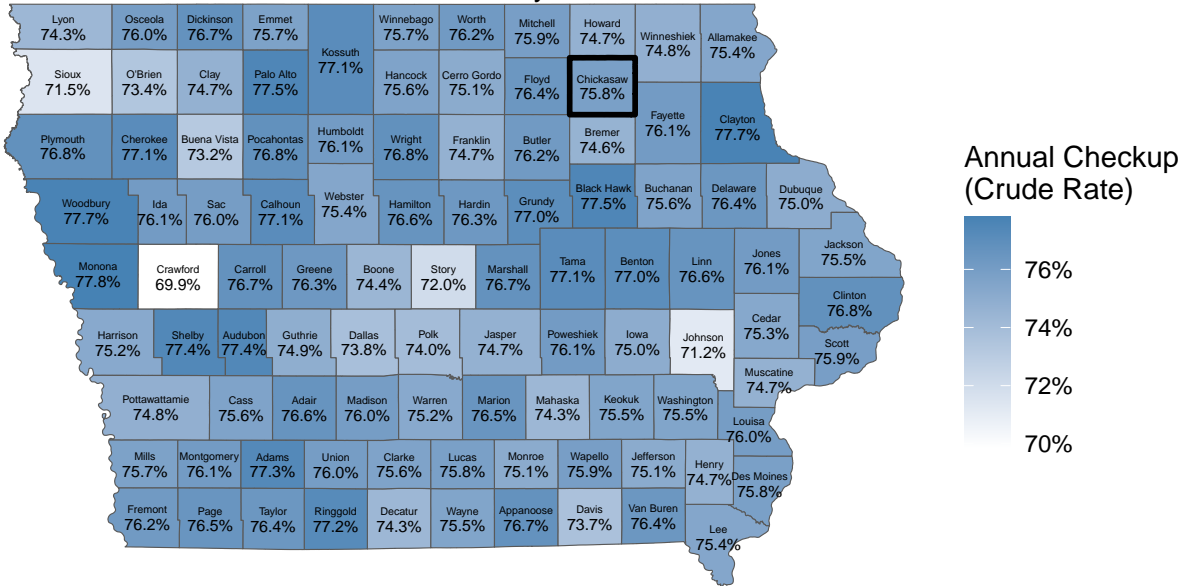 Lyon
74.3%
Osceola
76.0%
Dickinson
76.7%
Emmet
75.7%
Kossuth
77.1%
Winnebago
75.7%
Worth
76.2%
Mitchell
75.9%
Howard
74.7%
Winneshiek
74.8%
Allamakee
75.4%
Sioux
71.5%
O'Brien
73.4%
Clay
74.7%
Palo Alto
77.5%
Hancock
75.6%
Cerro Gordo
75.1%
Floyd
76.4%
Chickasaw
75.8%
Fayette
76.1%
Clayton
77.7%
Plymouth
76.8%
Cherokee
77.1%
Buena Vista
73.2%
Pocahontas
76.8%
Humboldt
76.1%
Wright
76.8%
Franklin
74.7%
Butler
76.2%
Bremer
74.6%
Woodbury
77.7%
Ida
76.1%
Sac
76.0%
Calhoun
77.1%
Webster
75.4%
Hamilton
76.6%
Hardin
76.3%
Grundy
77.0%
Black Hawk
77.5%
Buchanan
75.6%
Delaware
76.4%
Dubuque
75.0%
Monona
77.8%
Crawford
69.9%
Carroll
76.7%
Greene
76.3%
Boone
74.4%
Story
72.0%
Marshall
76.7%
Tama
77.1%
Benton
77.0%
Linn
76.6%
Jones
76.1%
Jackson
75.5%
Clinton
76.8%
Harrison
75.2%
Shelby
77.4%
Audubon
77.4%
Guthrie
74.9%
Dallas
73.8%
Polk
74.0%
Jasper
74.7%
Poweshiek
76.1%
Iowa
75.0%
Johnson
71.2%
Cedar
75.3%
Scott
75.9%
Muscatine
74.7%
Pottawattamie
74.8%
Cass
75.6%
Adair
76.6%
Madison
76.0%
Warren
75.2%
Marion
76.5%
Mahaska
74.3%
Keokuk
75.5%
Washington
75.5%
Louisa
76.0%
Mills
75.7%
Montgomery
76.1%
Adams
77.3%
Union
76.0%
Clarke
75.6%
Lucas
75.8%
Monroe
75.1%
Wapello
75.9%
Jefferson
75.1%
Henry
74.7%
Des Moines
75.8%
Fremont
76.2%
Page
76.5%
Taylor
76.4%
Ringgold
77.2%
Decatur
74.3%
Wayne
75.5%
Appanoose
76.7%
Davis
73.7%
Van Buren
76.4%
Lee
75.4%
Annual Checkup
(Crude Rate)
76%
74%
72%
70%